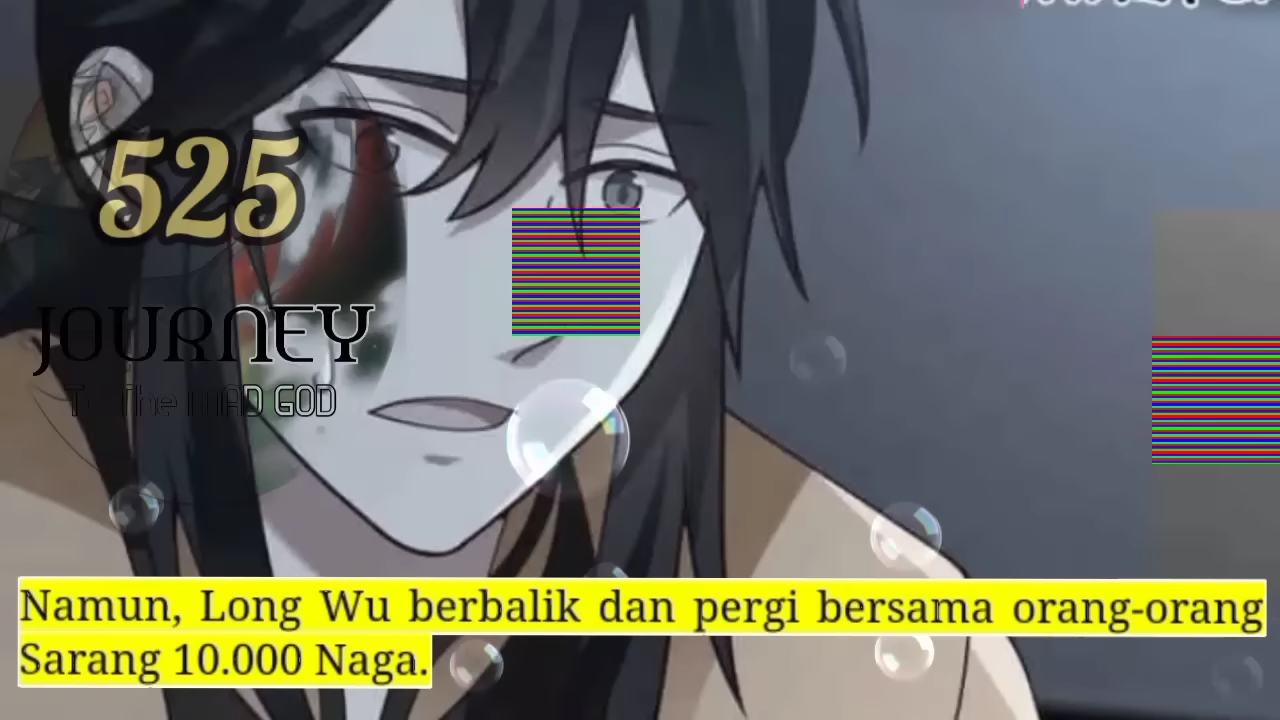 525
JOURNEY
To The MAD GOD
Namun, Long Wu berbalik dan pergi bersama orang-orang
Sarang 10.000 Naga.